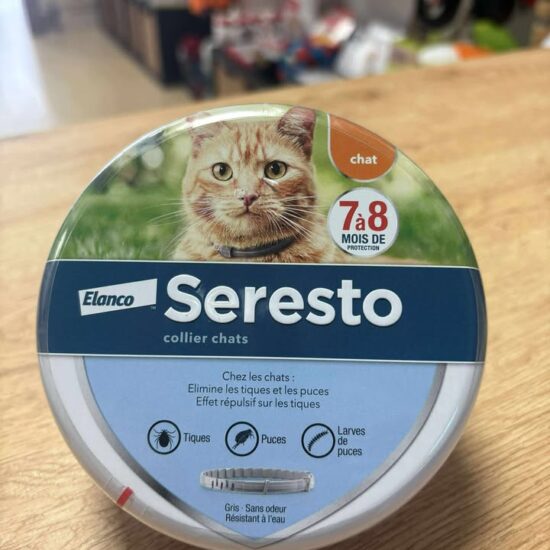 chat
7 à 8
MOIS DE
PROTECTION
Elanco™
Seresto
collier chats
Chez les chats :
Elimine les tiques et les puces
Effet répulsif sur les tiques
Tiques
Puces
Larves
de
puces
Gris · Sans odeur
Résistant à l'eau